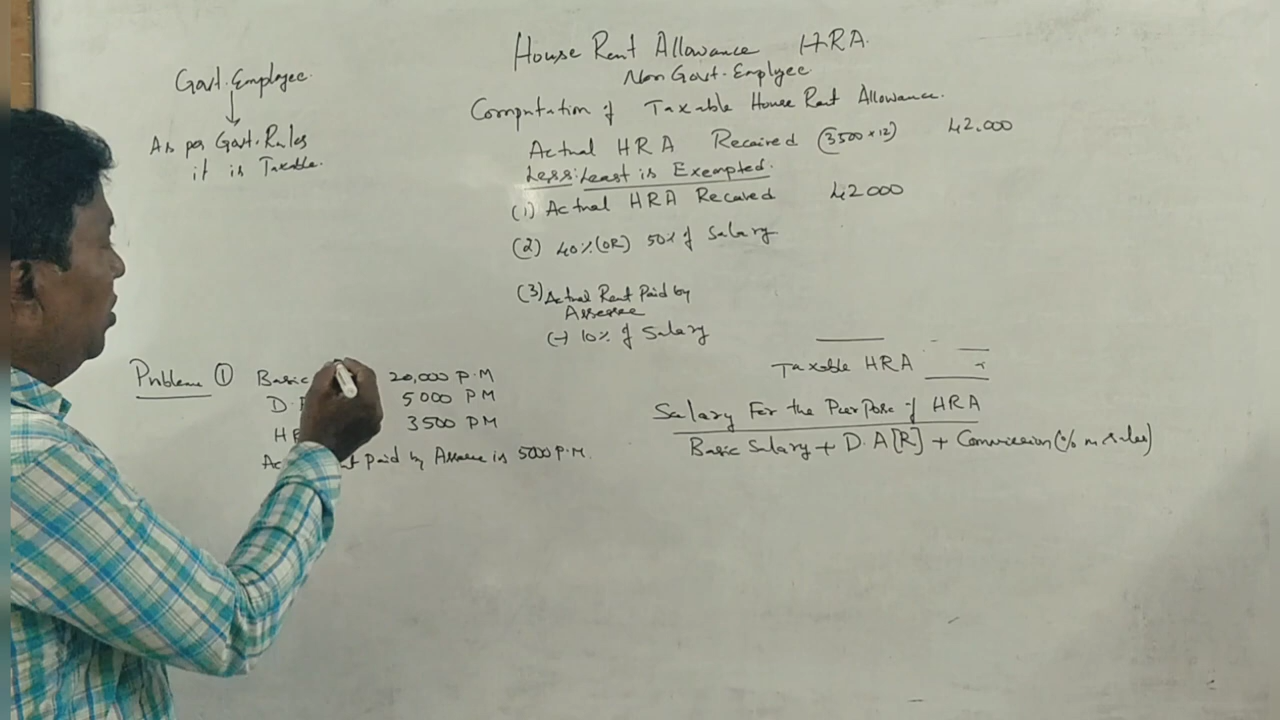 House Rent Allowance HRA.
Non Govt. Emplyee
Govt. Employee.
As per Govt. Rules
it is Taxable.
Computation of Taxable House Rent Allowance.
Actual HRA Received (3500 x 12) 42.000
Less: Least is Exempted.
(1) Actual HRA Received 42000
(2) 40% (OR) 50% of Salary
(3) Actual Rent Paid by
Assessee
(-) 10% of Salary
Taxable HRA
Problem ① Basic 20,000 P.M
D. 5000 PM
3500 PM
Paid by Assessee is 5000 P.M.
Salary For the Purpose of HRA
Basic Salary + D.A [R] + Commission (% on Sales)